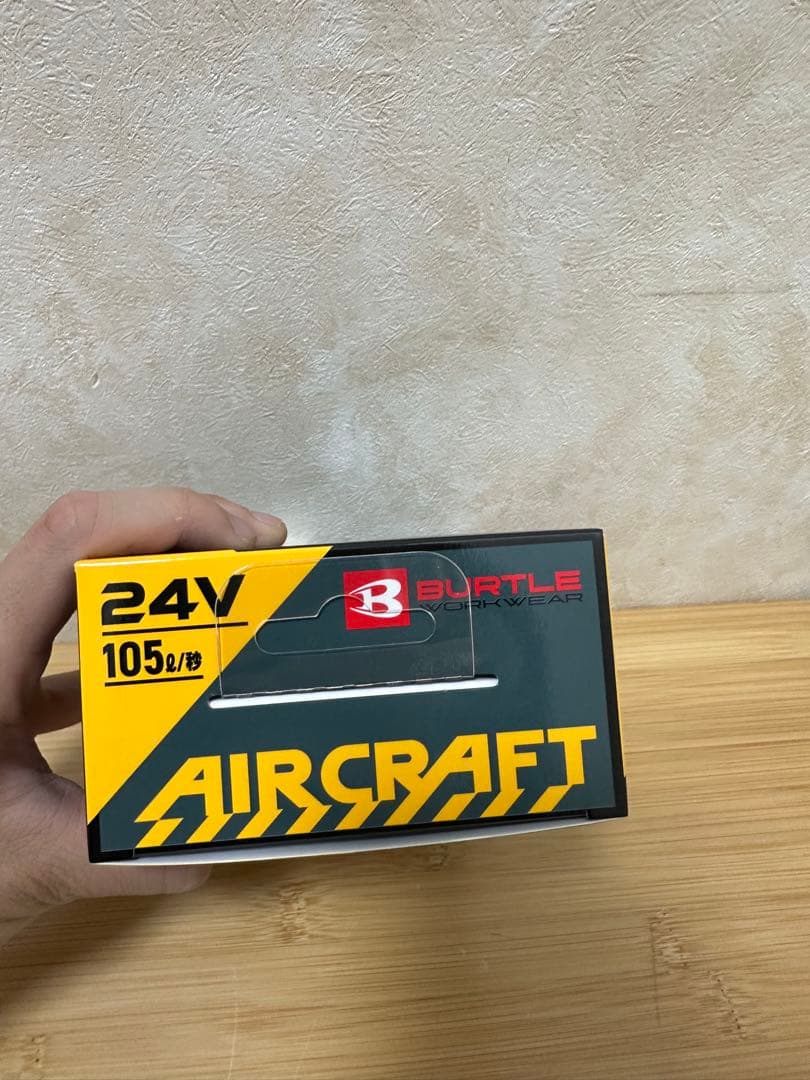 24V
105ℓ/秒
B BURTLE
WORKWEAR
AIRCRAFT